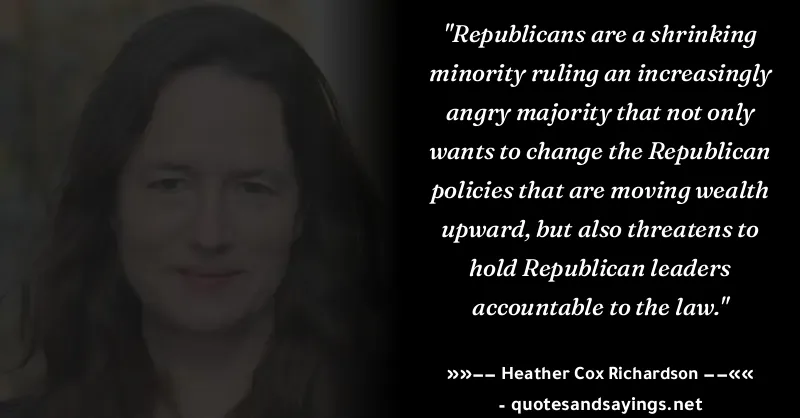 "Republicans are a shrinking
minority ruling an increasingly
angry majority that not only
wants to change the Republican
policies that are moving wealth
upward, but also threatens to
hold Republican leaders
accountable to the law."
»»−− Heather Cox Richardson −−««
- quotesandsayings.net